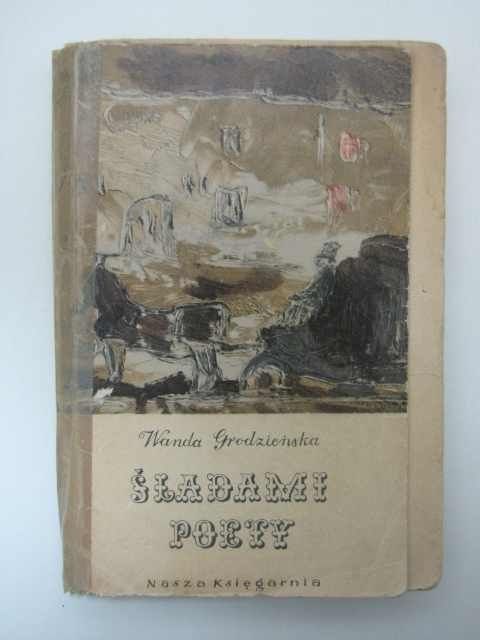 Wanda Grodzieńska
ŚLADAMI
POETY
Nasza Księgarnia